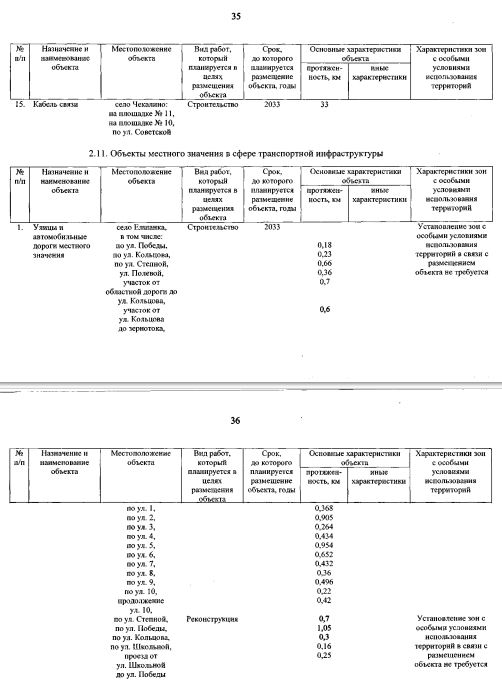 35
№ п/п
Назначение и наименование объекта
Местоположение объекта
Вид работ, который планируется в целях размещения объекта
Срок, до которого планируется размещение объекта, годы
Основные характеристики объекта
протяжен-ность, км
иные характеристики
Характеристики зон с особыми условиями использования территорий
15. Кабель связи
село Чекалино:
на площадке № 11,
на площадке № 10,
по ул. Советской
Строительство
2033
33
2.11. Объекты местного значения в сфере транспортной инфраструктуры
№ п/п
Назначение и наименование объекта
Местоположение объекта
Вид работ, который планируется в целях размещения объекта
Срок, до которого планируется размещение объекта, годы
Основные характеристики объекта
протяжен-ность, км
иные характеристики
Характеристики зон с особыми условиями использования территорий
1. Улицы и автомобильные дороги местного значения
село Елшанка,
в том числе:
Строительство
2033
по ул. Победы, 0,18
по ул. Кольцова, 0,23
по ул. Степной, 0,66
ул. Полевой, 0,36
участок от 0,7
областной дороги до
ул. Кольцова,
участок от 0,6
ул. Кольцова
до зернотока,
Установление зон с
особыми условиями
использования
территорий в связи с
размещением
объекта не требуется
36
№ п/п
Назначение и наименование объекта
Местоположение объекта
Вид работ, который планируется в целях размещения объекта
Срок, до которого планируется размещение объекта, годы
Основные характеристики объекта
протяжен-ность, км
иные характеристики
Характеристики зон с особыми условиями использования территорий
по ул. 1, 0,368
по ул. 2, 0,905
по ул. 3, 0,264
по ул. 4, 0,434
по ул. 5, 0,954
по ул. 6, 0,652
по ул. 7, 0,432
по ул. 8, 0,36
по ул. 9, 0,496
по ул. 10, 0,22
продолжение 0,42
ул. 10,
по ул. Степной, Реконструкция 0,7
по ул. Победы, 1,05
по ул. Кольцова, 0,3
по ул. Школьной, 0,16
проезд от 0,25
ул. Школьной
до ул. Победы
Установление зон с
особыми условиями
использования
территорий в связи с
размещением
объекта не требуется